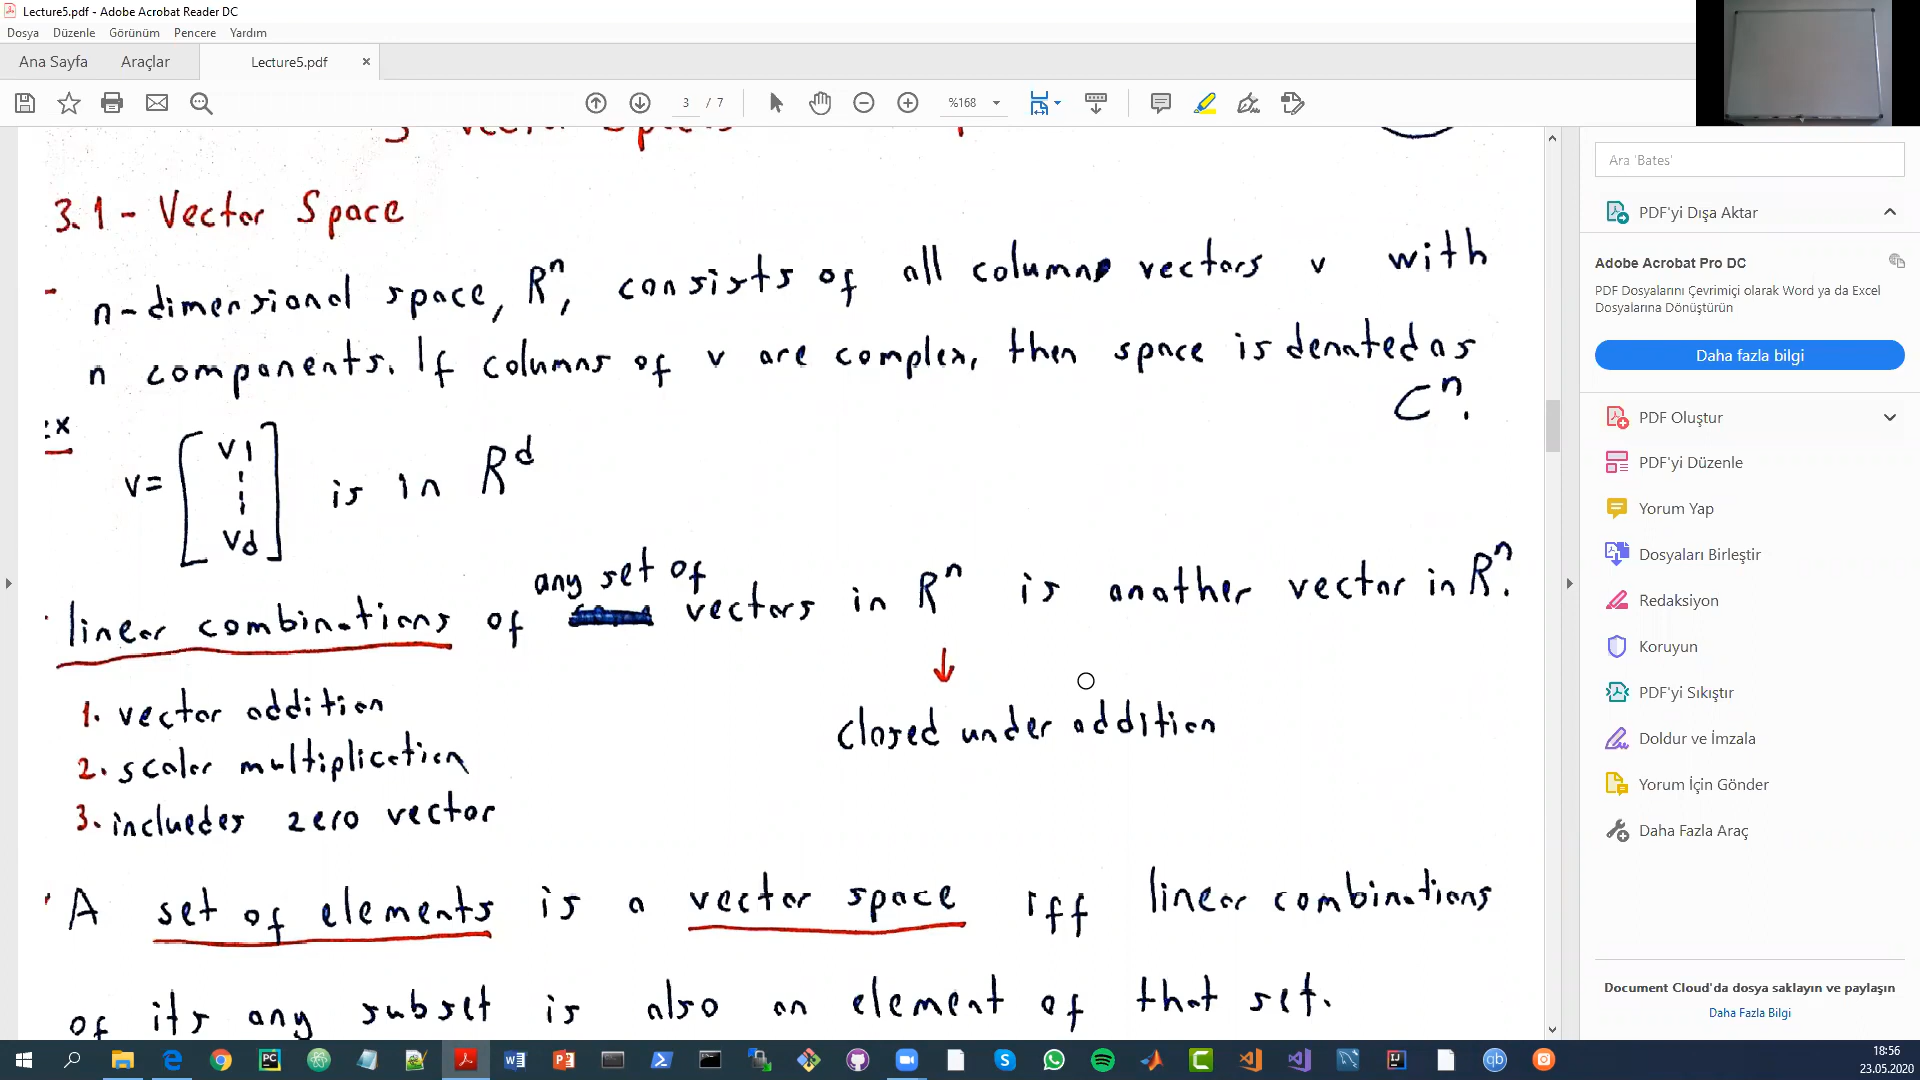 Lecture5.pdf - Adobe Acrobat Reader DC
Dosya Düzenle Görünüm Pencere Yardım
Ana Sayfa Araçlar Lecture5.pdf ×
3 / 7 %168
3.1 - Vector Space
n-dimensional space, Rⁿ, consists of all column vectors v with
n components. If columns of v are complex, then space is denoted as
Cⁿ.
:x
v = [ v1
vd ] is in R^d
any set of
linear combinations of vectors in Rⁿ is another vector in Rⁿ.
↓
1. vector addition
closed under addition
2. scalar multiplication
3. includes zero vector
A set of elements is a vector space iff linear combinations
of its any subset is also an element of that set.
Ara 'Bates'
PDF'yi Dışa Aktar
Adobe Acrobat Pro DC
PDF Dosyalarını Çevrimiçi olarak Word ya da Excel
Dosyalarına Dönüştürün
Daha fazla bilgi
PDF Oluştur
PDF'yi Düzenle
Yorum Yap
Dosyaları Birleştir
Redaksiyon
Koruyun
PDF'yi Sıkıştır
Doldur ve İmzala
Yorum İçin Gönder
Daha Fazla Araç
Document Cloud'da dosya saklayın ve paylaşın
Daha Fazla Bilgi
18:56
23.05.2020